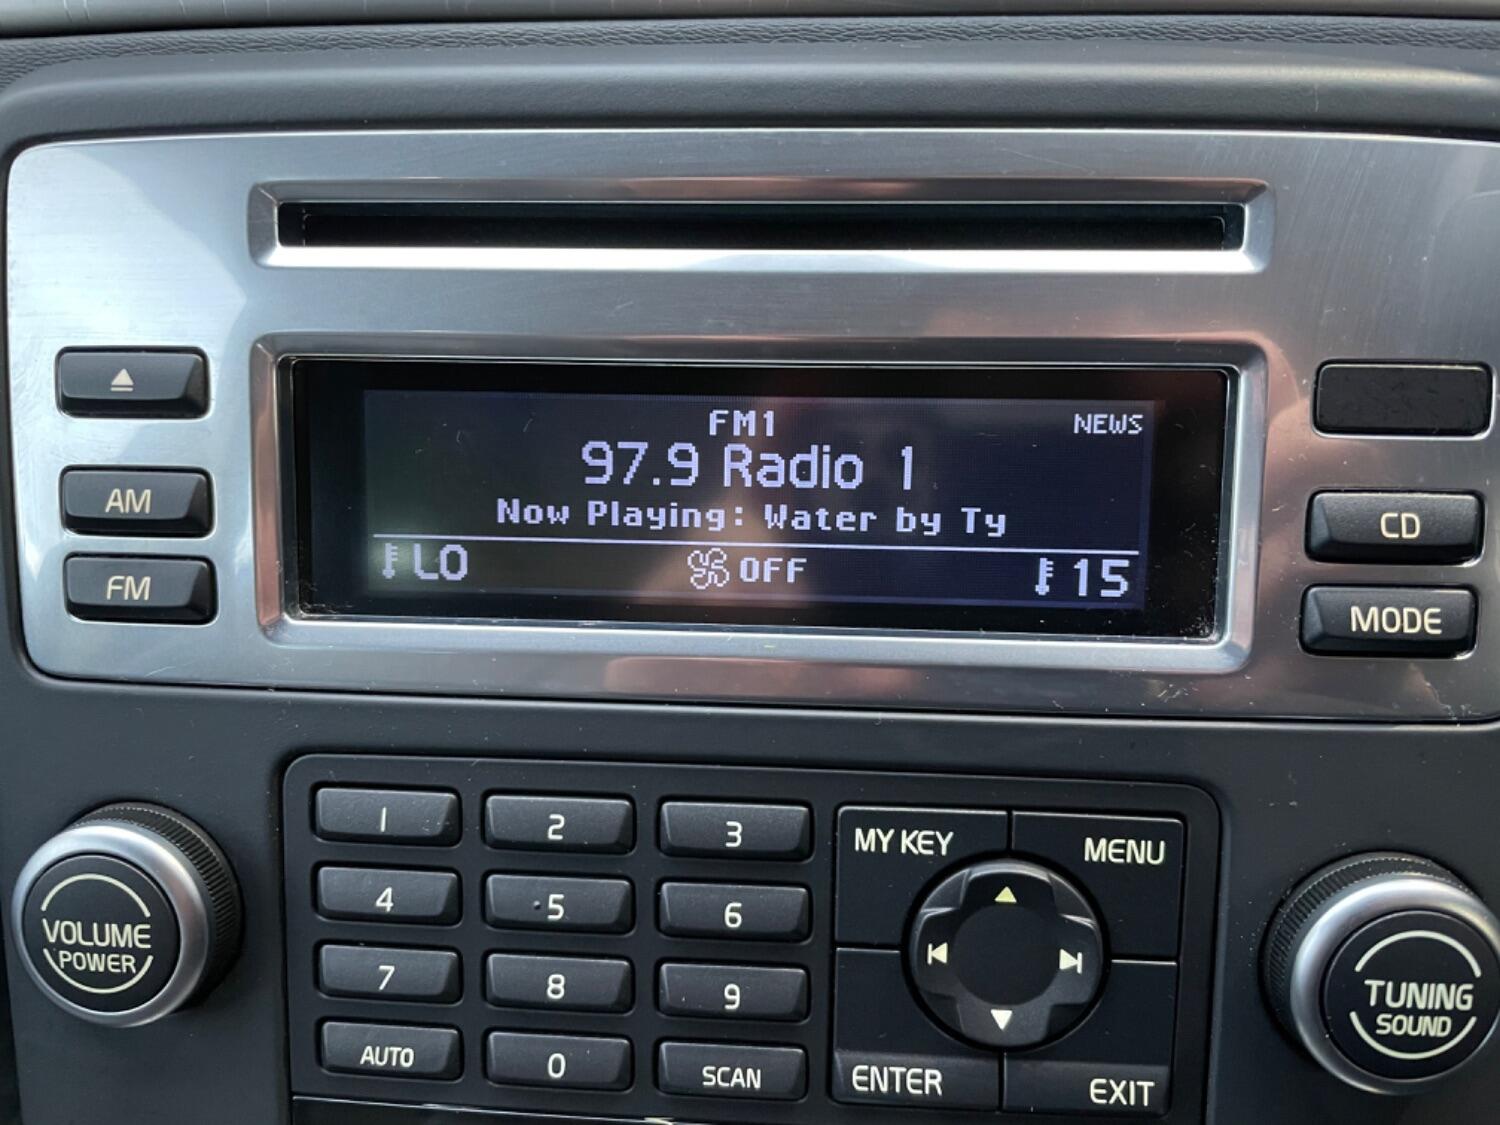 FM1
NEWS
97.9 Radio 1
Now Playing: Water by Ty
LO
OFF
15
AM
FM
CD
MODE
1
2
3
MY KEY
MENU
4
5
6
VOLUME
POWER
7
8
9
TUNING
SOUND
AUTO
0
SCAN
ENTER
EXIT